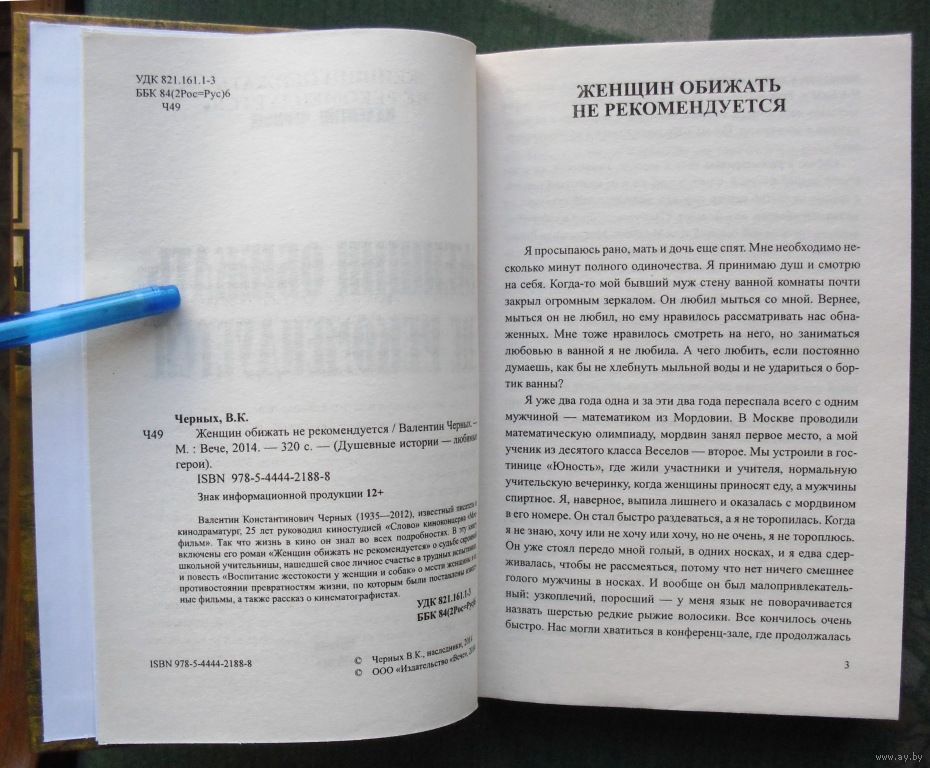 УДК 821.161.1-3
ББК 84(2Рос=Рус)6
Ч49
Черных, В.К.
Ч49 Женщин обижать не рекомендуется / Валентин Черных. —
М. : Вече, 2014. — 320 с. — (Душевные истории — любимые
герои).
ISBN 978-5-4444-2188-8
Знак информационной продукции 12+
Валентин Константинович Черных (1935—2012), известный писатель и
кинодраматург, 25 лет руководил киностудией «Слово» киноконцерна «Мос
фильм». Так что жизнь в кино он знал во всех подробностях. В эту книгу
включены его роман «Женщин обижать не рекомендуется» о судьбе скромной
школьной учительницы, нашедшей свое личное счастье в трудных испытаниях
и повесть «Воспитание жестокости у женщин и собак» о мести женщины и
противостоянии превратностям жизни, по которым были поставлены извест
ные фильмы, а также рассказ о кинематографистах.
УДК 821.161.1-3
ББК 84(2Рос=Рус)6
ISBN 978-5-4444-2188-8
© Черных В.К., наследники, 2014
© ООО «Издательство «Вече», 2014
ЖЕНЩИН ОБИЖАТЬ
НЕ РЕКОМЕНДУЕТСЯ
Я просыпаюсь рано, мать и дочь еще спят. Мне необходимо не-
сколько минут полного одиночества. Я принимаю душ и смотрю
на себя. Когда-то мой бывший муж стену ванной комнаты почти
закрыл огромным зеркалом. Он любил мыться со мной. Вернее,
мыться он не любил, но ему нравилось рассматривать нас обна-
женных. Мне тоже нравилось смотреть на него, но заниматься
любовью в ванной я не любила. А чего любить, если постоянно
думаешь, как бы не хлебнуть мыльной воды и не удариться о бор-
тик ванны?
Я уже два года одна и за эти два года переспала всего с одним
мужчиной — математиком из Мордовии. В Москве проводили
математическую олимпиаду, мордвин занял первое место, а мой
ученик из десятого класса Веселов — второе. Мы устроили в гос-
тинице «Юность», где жили участники и учителя, нормальную
учительскую вечеринку, когда женщины приносят еду, а мужчины
спиртное. Я, наверное, выпила лишнего и оказалась с мордвином
в его номере. Он стал быстро раздеваться, а я не торопилась. Когда
я не знаю, хочу или не хочу или хочу, но не очень, я не тороплюсь.
Он уже стоял передо мной голый, в одних носках, и я едва сдер-
живалась, чтобы не рассмеяться, потому что нет ничего смешнее
голого мужчины в носках. И вообще он был малопривлекатель-
ный: узкоплечий, поросший — у меня язык не поворачивается
назвать шерстью редкие рыжие волосики. Все кончилось очень
быстро. Нас могли хватиться в конференц-зале, где продолжалась
3
www.ay.by